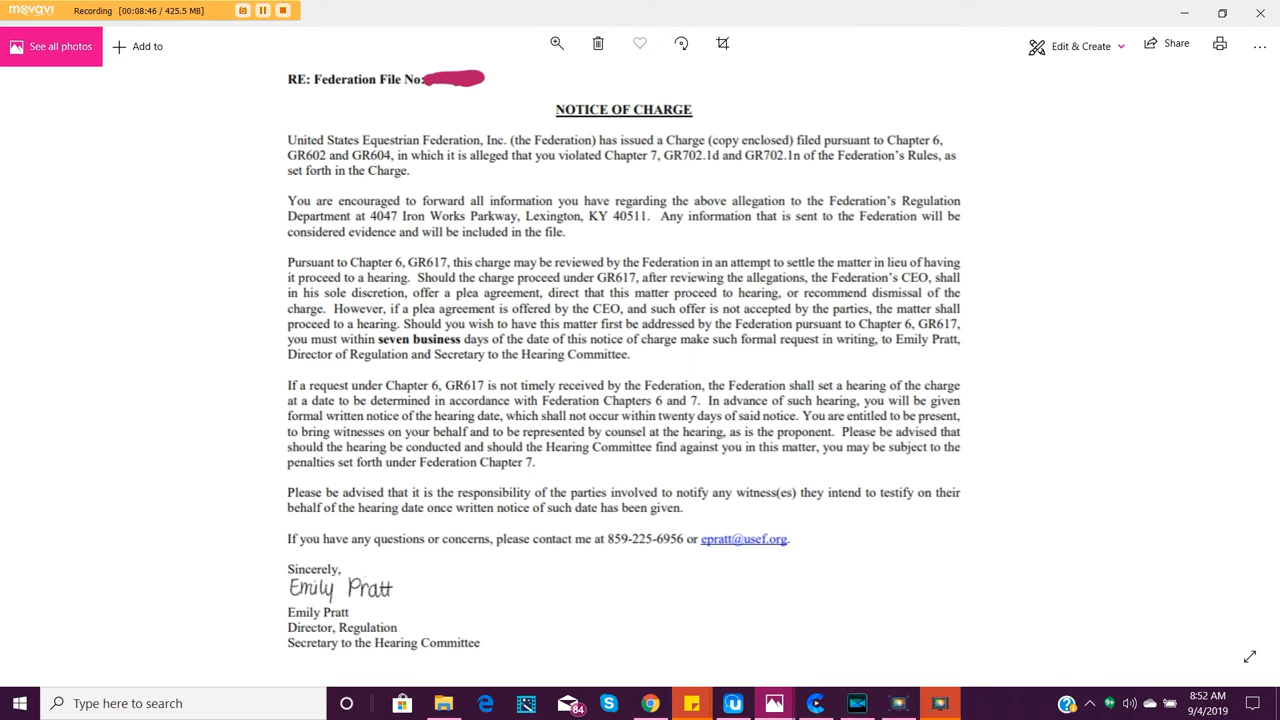 movavi Recording [00:08:46 / 425.5 MB]
See all photos
Add to
Edit & Create
Share
RE: Federation File No:
NOTICE OF CHARGE
United States Equestrian Federation, Inc. (the Federation) has issued a Charge (copy enclosed) filed pursuant to Chapter 6,
GR602 and GR604, in which it is alleged that you violated Chapter 7, GR702.1d and GR702.1n of the Federation's Rules, as
set forth in the Charge.
You are encouraged to forward all information you have regarding the above allegation to the Federation's Regulation
Department at 4047 Iron Works Parkway, Lexington, KY 40511. Any information that is sent to the Federation will be
considered evidence and will be included in the file.
Pursuant to Chapter 6, GR617, this charge may be reviewed by the Federation in an attempt to settle the matter in lieu of having
it proceed to a hearing. Should the charge proceed under GR617, after reviewing the allegations, the Federation's CEO, shall
in his sole discretion, offer a plea agreement, direct that this matter proceed to hearing, or recommend dismissal of the
charge. However, if a plea agreement is offered by the CEO, and such offer is not accepted by the parties, the matter shall
proceed to a hearing. Should you wish to have this matter first be addressed by the Federation pursuant to Chapter 6, GR617,
you must within seven business days of the date of this notice of charge make such formal request in writing, to Emily Pratt,
Director of Regulation and Secretary to the Hearing Committee.
If a request under Chapter 6, GR617 is not timely received by the Federation, the Federation shall set a hearing of the charge
at a date to be determined in accordance with Federation Chapters 6 and 7. In advance of such hearing, you will be given
formal written notice of the hearing date, which shall not occur within twenty days of said notice. You are entitled to be present,
to bring witnesses on your behalf and to be represented by counsel at the hearing, as is the proponent. Please be advised that
should the hearing be conducted and should the Hearing Committee find against you in this matter, you may be subject to the
penalties set forth under Federation Chapter 7.
Please be advised that it is the responsibility of the parties involved to notify any witness(es) they intend to testify on their
behalf of the hearing date once written notice of such date has been given.
If you have any questions or concerns, please contact me at 859-225-6956 or epratt@usef.org.
Sincerely,
Emily Pratt
Emily Pratt
Director, Regulation
Secretary to the Hearing Committee
Type here to search
84
8:52 AM
9/4/2019